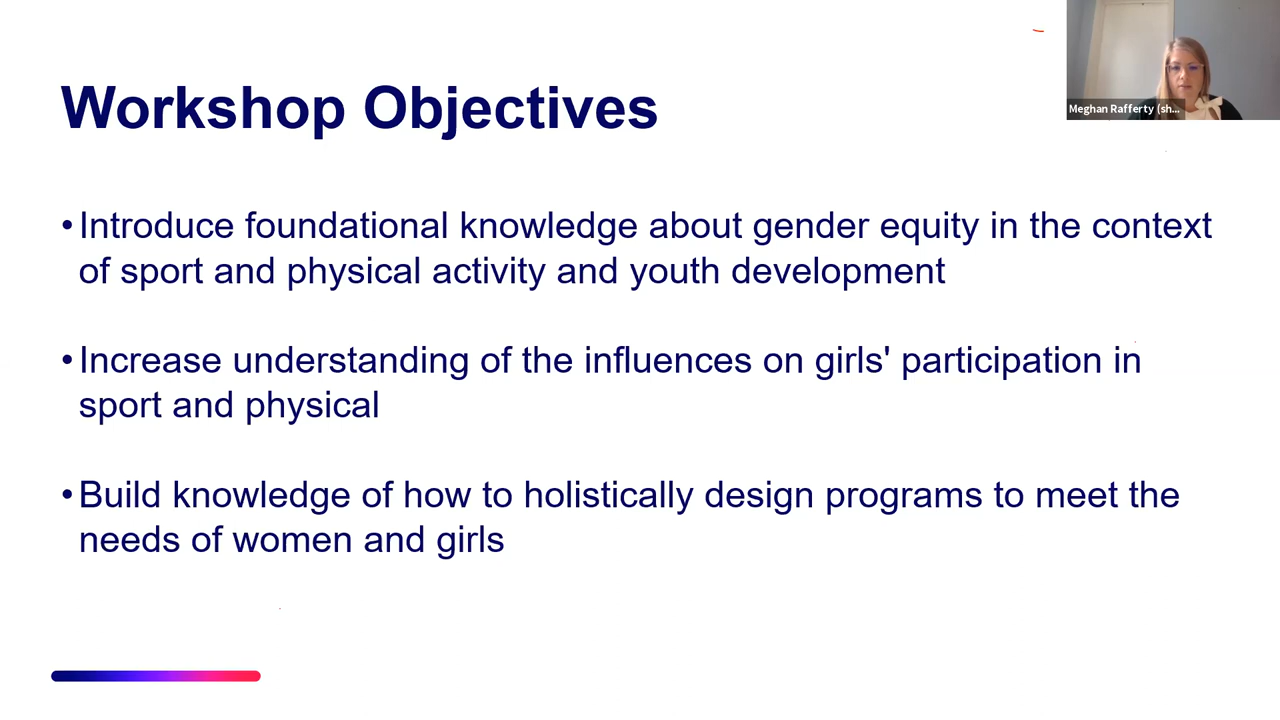 Workshop Objectives
Meghan Rafferty (sh...
•Introduce foundational knowledge about gender equity in the context
of sport and physical activity and youth development
•Increase understanding of the influences on girls' participation in
sport and physical
•Build knowledge of how to holistically design programs to meet the
needs of women and girls